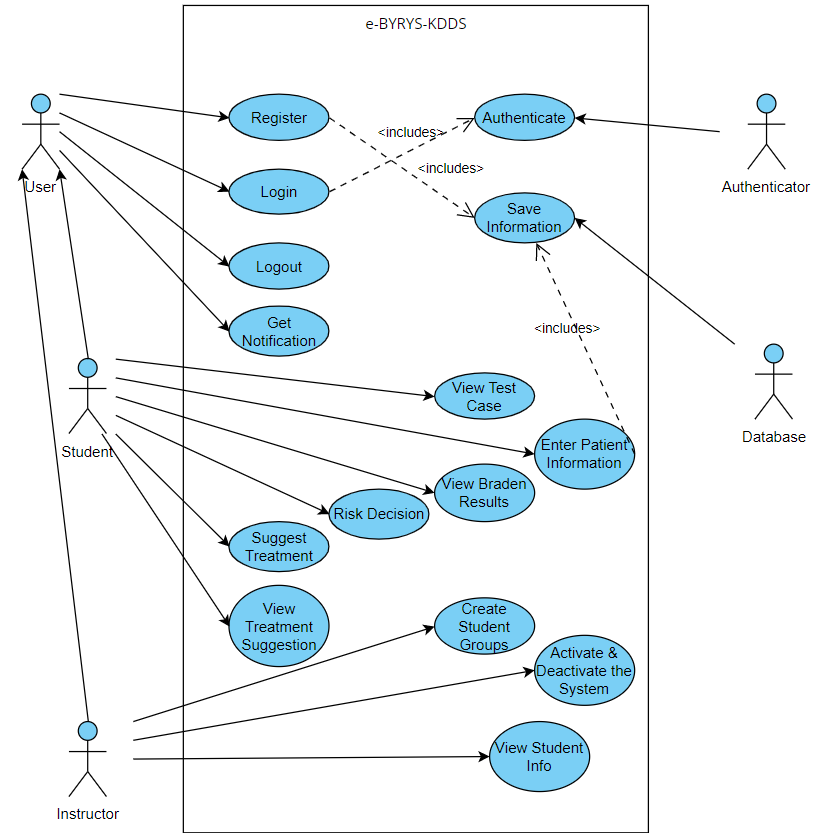 e-BYRYS-KDDS
Register
Authenticate
<includes>
User
<includes>
Authenticator
Login
Save
Information
Logout
Get
Notification
<includes>
View Test
Case
Database
Student
Enter Patient
Information
View Braden
Results
Risk Decision
Suggest
Treatment
View
Treatment
Suggestion
Create
Student
Groups
Activate &
Deactivate the
System
View Student
Info
Instructor